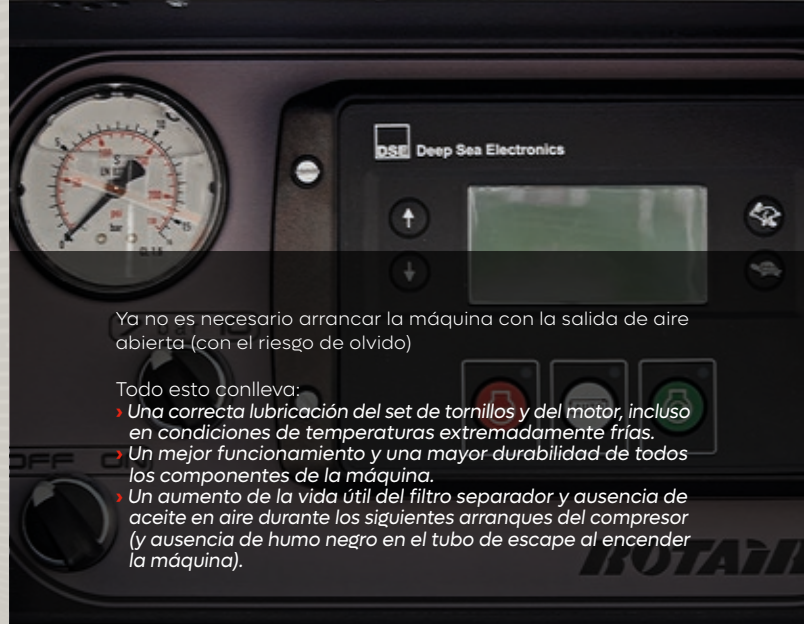 DSE Deep Sea Electronics
psi
bar
Ya no es necesario arrancar la máquina con la salida de aire
abierta (con el riesgo de olvido)
Todo esto conlleva:
› Una correcta lubricación del set de tornillos y del motor, incluso
en condiciones de temperaturas extremadamente frías.
› Un mejor funcionamiento y una mayor durabilidad de todos
los componentes de la máquina.
› Un aumento de la vida útil del filtro separador y ausencia de
aceite en aire durante los siguientes arranques del compresor
(y ausencia de humo negro en el tubo de escape al encender
la máquina).
OFF ON
ROTAIR